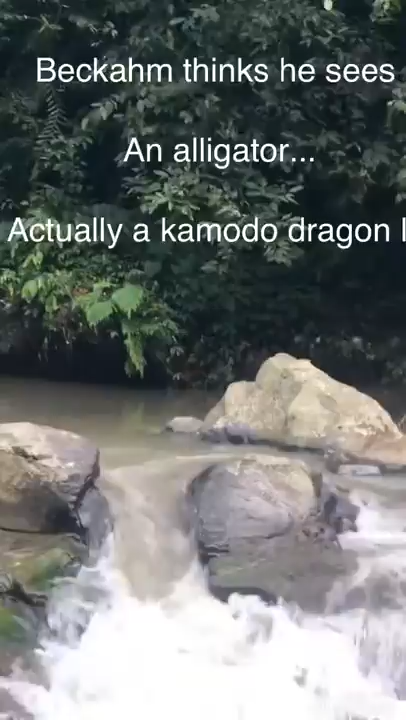 Beckahm thinks he sees
An alligator...
Actually a kamodo dragon